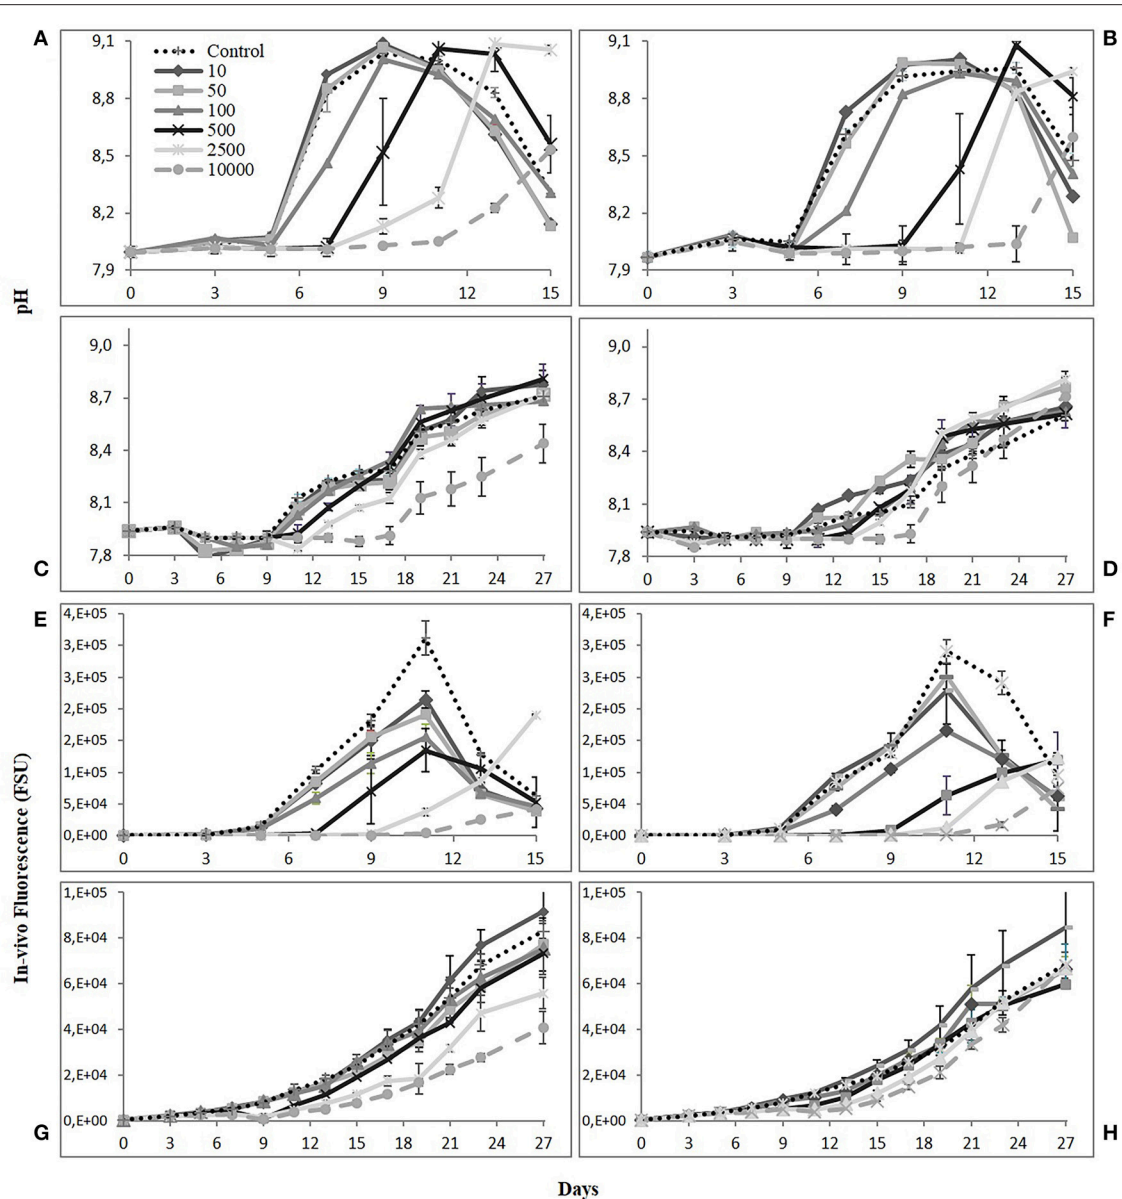 A
B
9,1
8,8
8,5
8,2
7,9
Control
10
50
100
500
2500
10000
0 3 6 9 12 15
9,1
8,8
8,5
8,2
7,9
0 3 6 9 12 15
pH
9,0
8,7
8,4
8,1
7,8
0 3 6 9 12 15 18 21 24 27
C
9,0
8,7
8,4
8,1
7,8
0 3 6 9 12 15 18 21 24 27
D
E
4,E+05
3,E+05
3,E+05
2,E+05
2,E+05
1,E+05
5,E+04
0,E+00
0 3 6 9 12 15
F
4,E+05
3,E+05
3,E+05
2,E+05
2,E+05
1,E+05
5,E+04
0,E+00
0 3 6 9 12 15
In-vivo Fluorescence (FSU)
1,E+05
8,E+04
6,E+04
4,E+04
2,E+04
0,E+00
0 3 6 9 12 15 18 21 24 27
G
1,E+05
8,E+04
6,E+04
4,E+04
2,E+04
0,E+00
0 3 6 9 12 15 18 21 24 27
H
Days